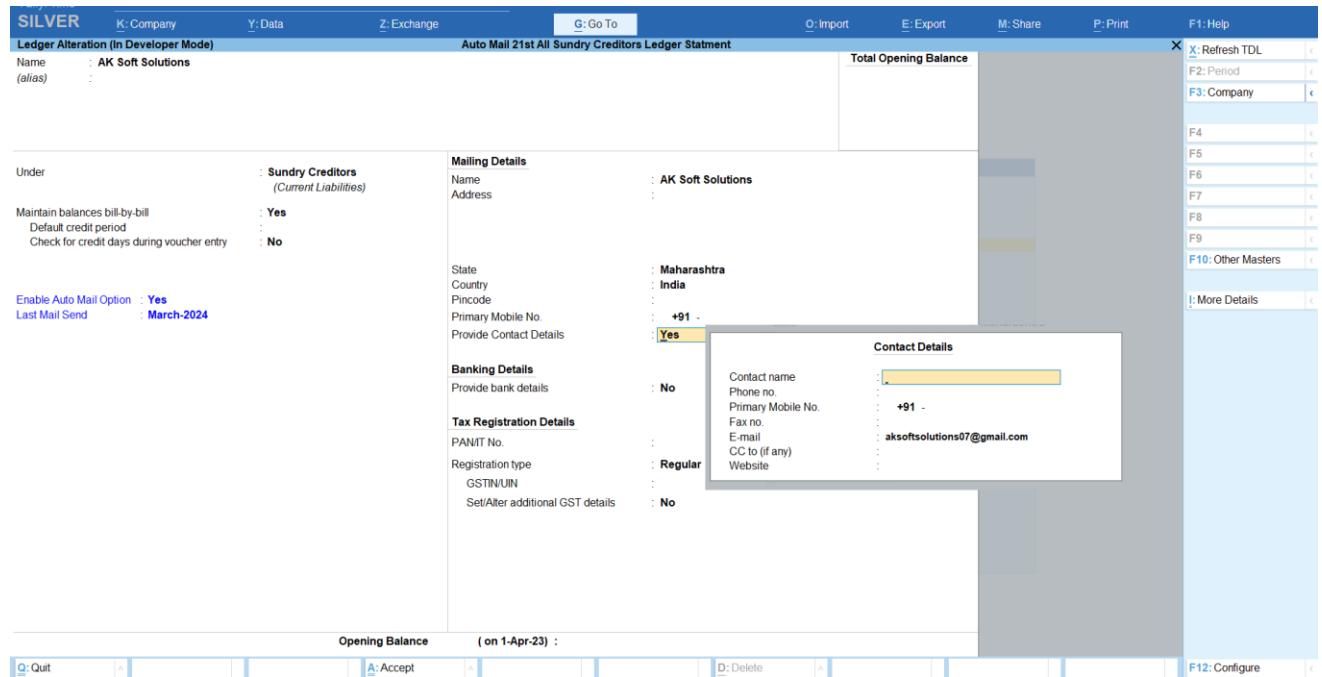 SILVER
K: Company Y: Data Z: Exchange G: Go To O: Import E: Export M: Share P: Print F1: Help
Ledger Alteration (In Developer Mode) Auto Mail 21st All Sundry Creditors Ledger Statment X
Name : AK Soft Solutions
(alias) :
Total Opening Balance
Under : Sundry Creditors
(Current Liabilities)
Maintain balances bill-by-bill : Yes
Default credit period :
Check for credit days during voucher entry : No
Enable Auto Mail Option : Yes
Last Mail Send : March-2024
Mailing Details
Name : AK Soft Solutions
Address :
State : Maharashtra
Country : India
Pincode :
Primary Mobile No. : +91 -
Provide Contact Details : Yes
Banking Details
Provide bank details : No
Tax Registration Details
PAN/IT No. :
Registration type : Regular
GSTIN/UIN :
Set/Alter additional GST details : No
Contact Details
Contact name :
Phone no. :
Primary Mobile No. : +91 -
Fax no. :
E-mail : aksoftsolutions07@gmail.com
CC to (if any) :
Website :
Opening Balance ( on 1-Apr-23) :
X: Refresh TDL
F2: Period
F3: Company
F4
F5
F6
F7
F8
F9
F10: Other Masters
I: More Details
Q: Quit A: Accept D: Delete F12: Configure